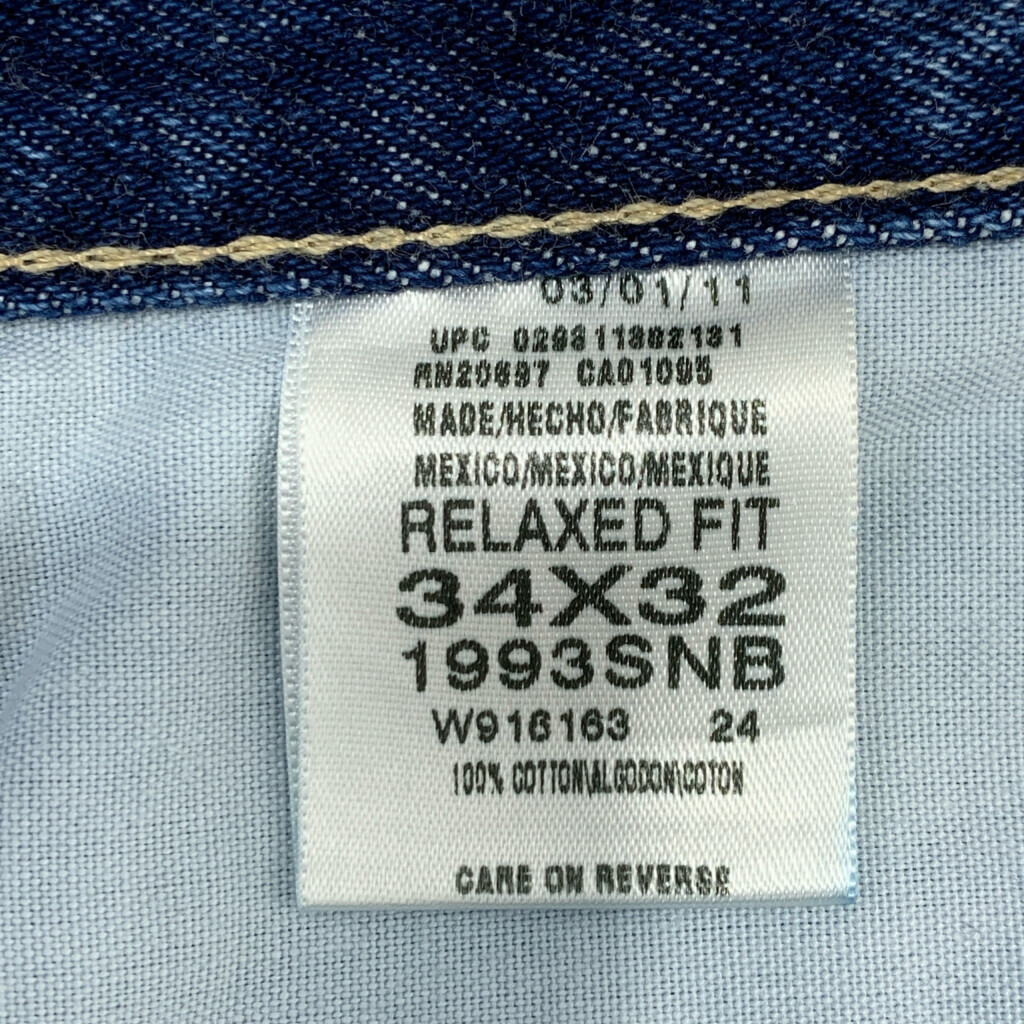 03/01/11
UPC 029311302131
RN20697 CA01095
MADE/HECHO/FABRIQUE
MEXICO/MEXICO/MEXIQUE
RELAXED FIT
34X32
1993SNB
W916163 24
100% COTTON\ALGODON\COTON
CARE ON REVERSE